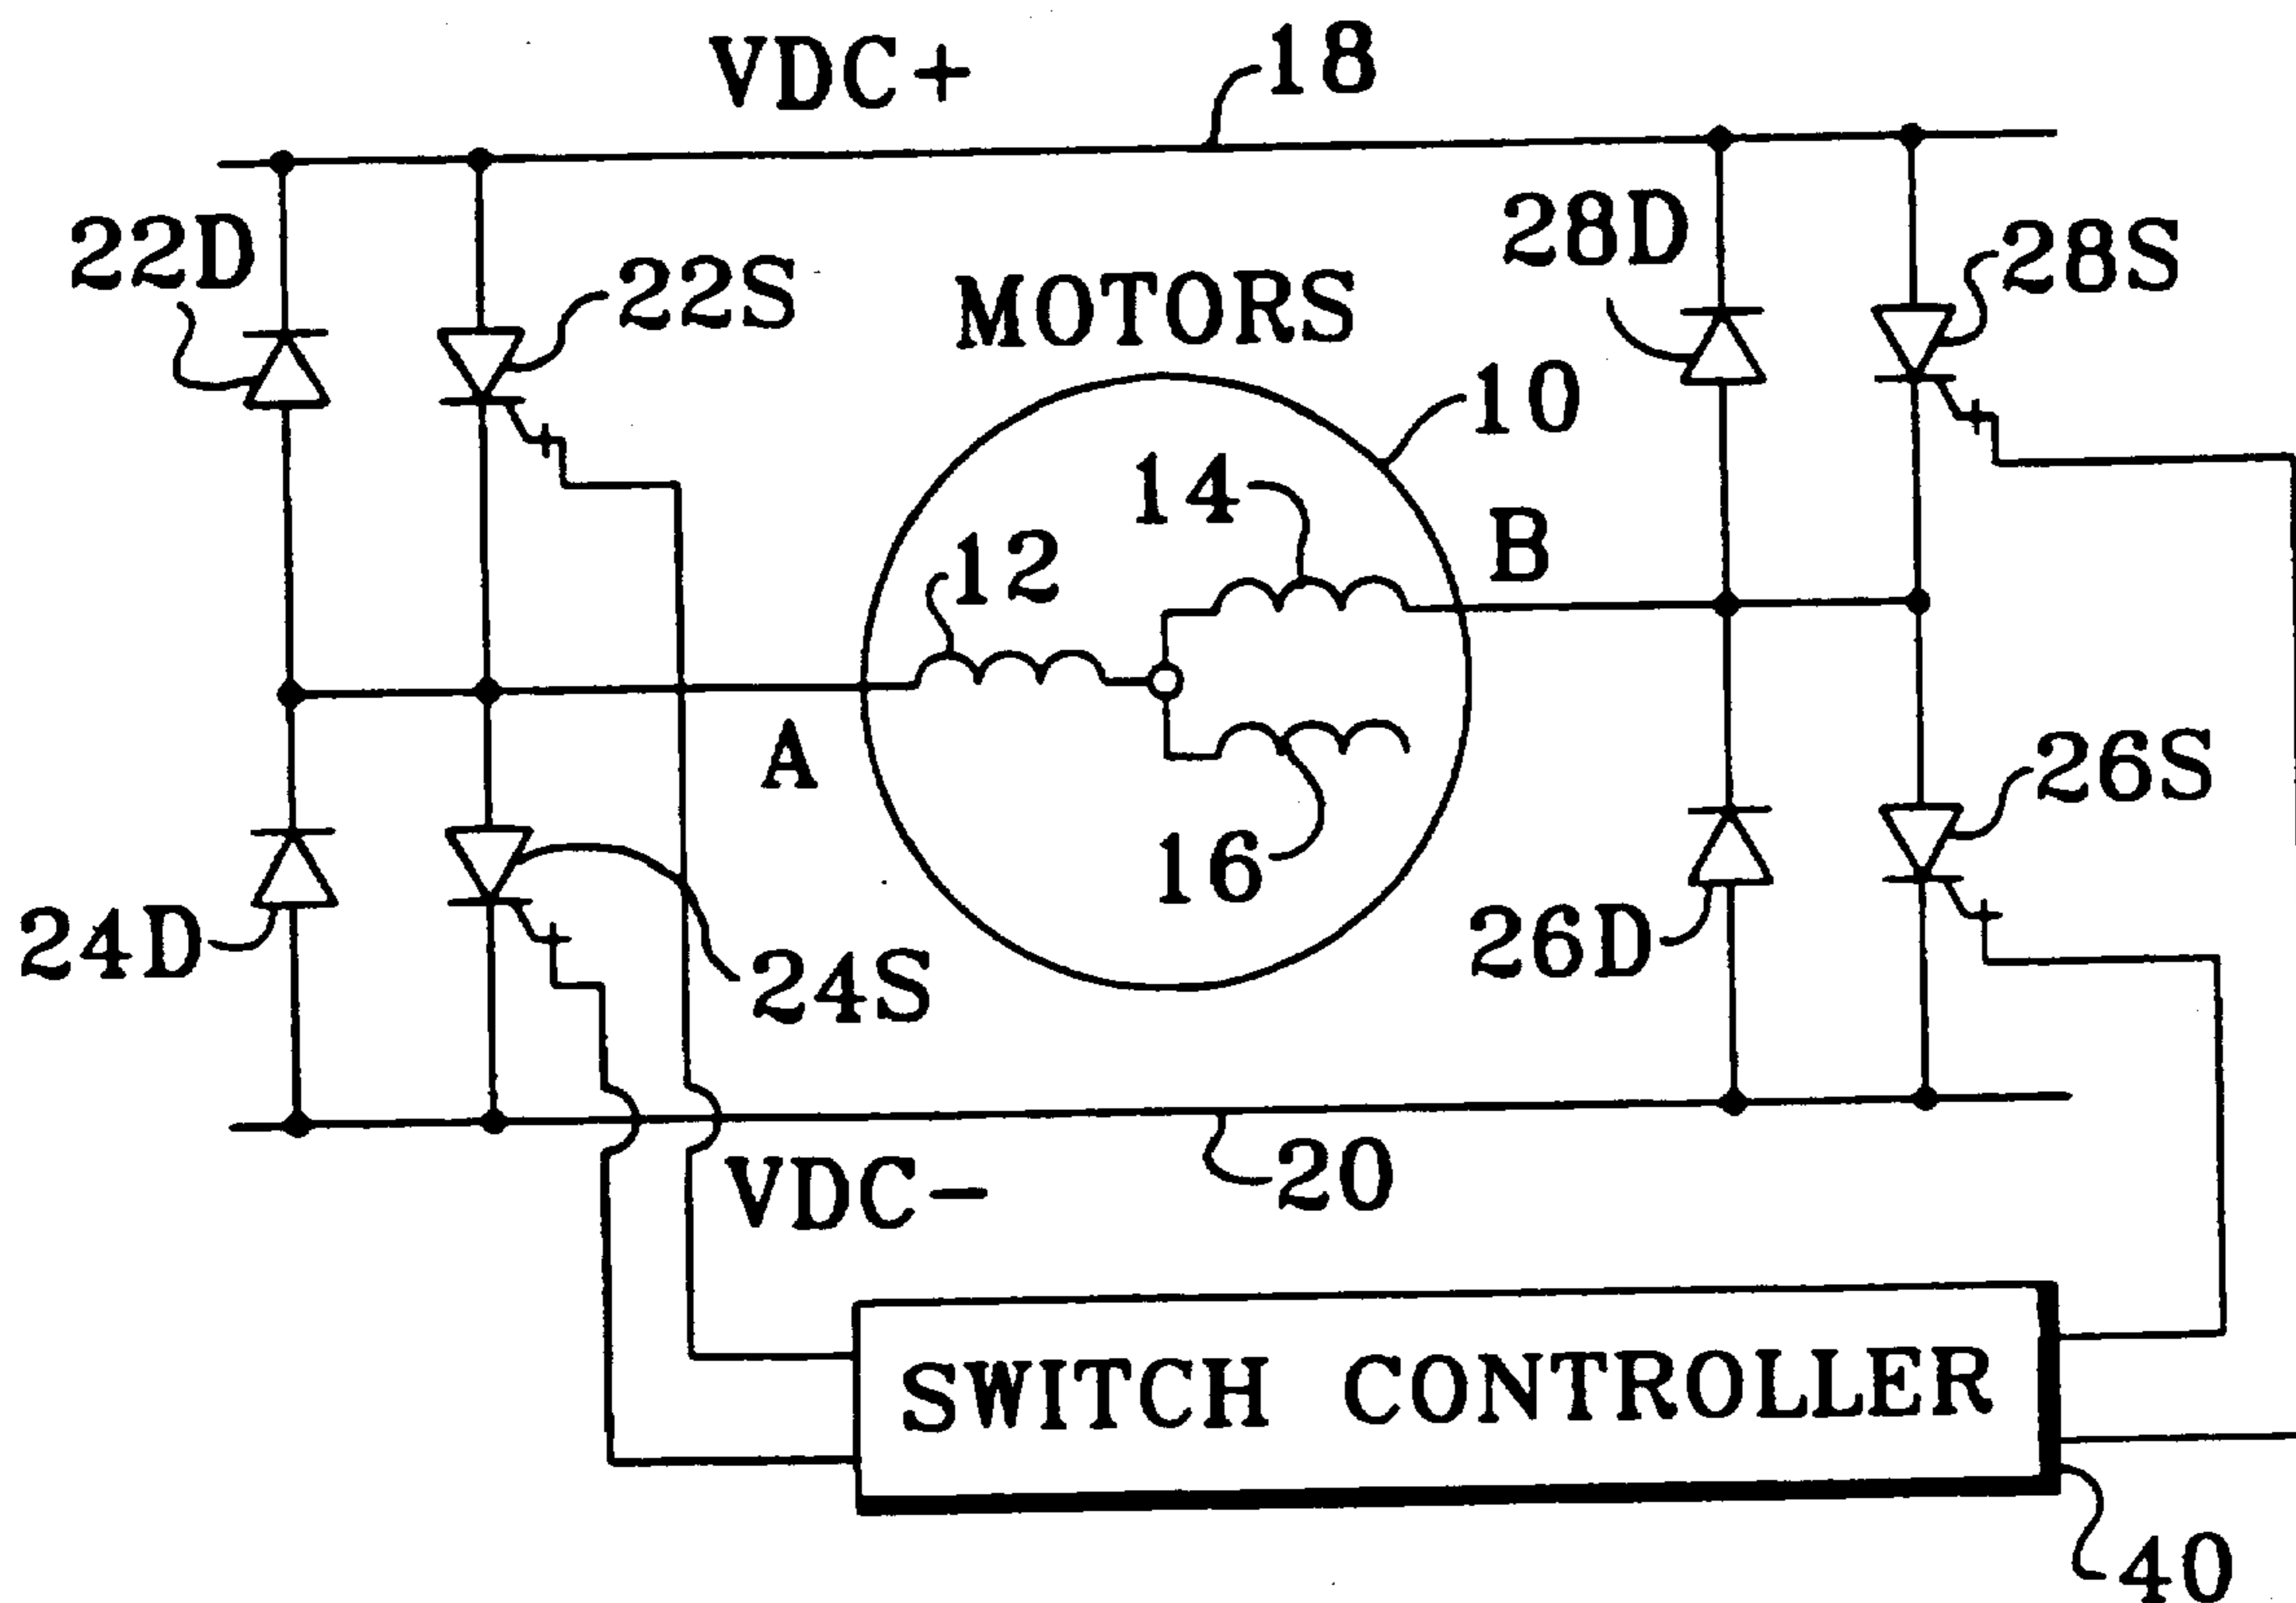 VDC+
18
22D
22S
MOTORS
28D
28S
10
14
B
12
A
16
26S
24D
24S
26D
VDC-
20
SWITCH CONTROLLER
40